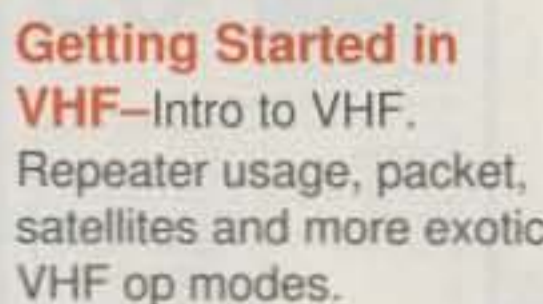 Getting Started in
VHF–Intro to VHF.
Repeater usage, packet,
satellites and more exotic
VHF op modes.